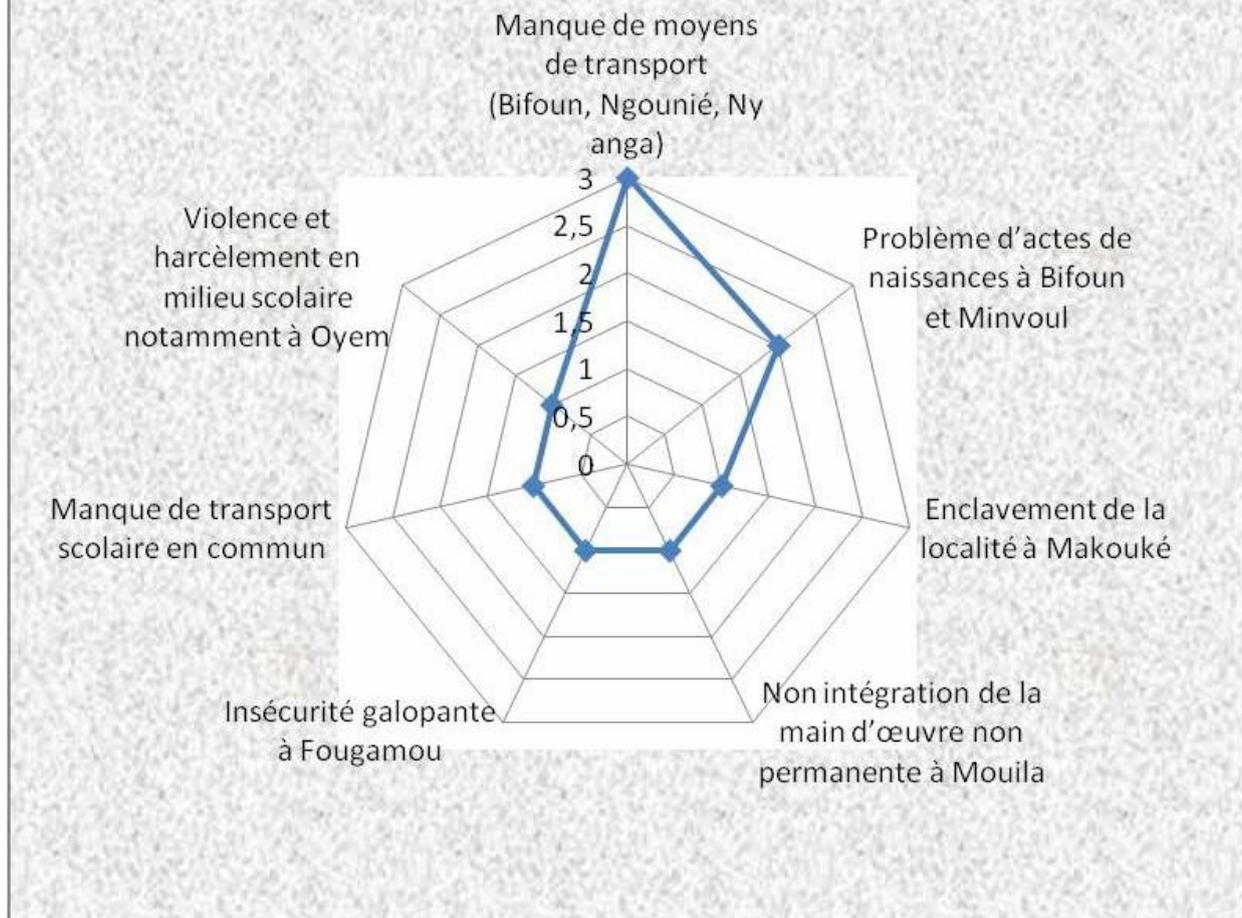 Manque de moyens
de transport
(Bifoun, Ngounié, Ny
anga)
3
2,5
2
1,5
1
0,5
0
Problème d’actes de
naissances à Bifoun
et Minvoul
Enclavement de la
localité à Makouké
Non intégration de la
main d’œuvre non
permanente à Mouila
Insécurité galopante
à Fougamou
Manque de transport
scolaire en commun
Violence et
harcèlement en
milieu scolaire
notamment à Oyem